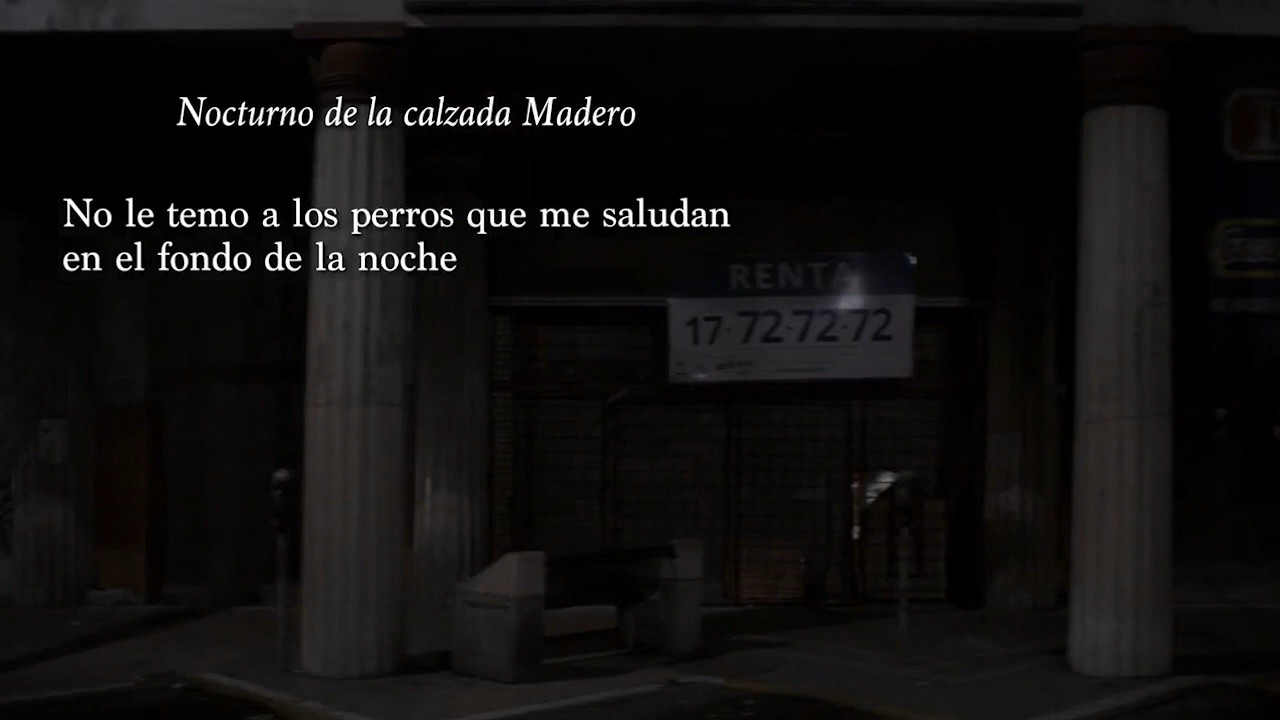 Nocturno de la calzada Madero
No le temo a los perros que me saludan
en el fondo de la noche
RENTA
17-72-72-72